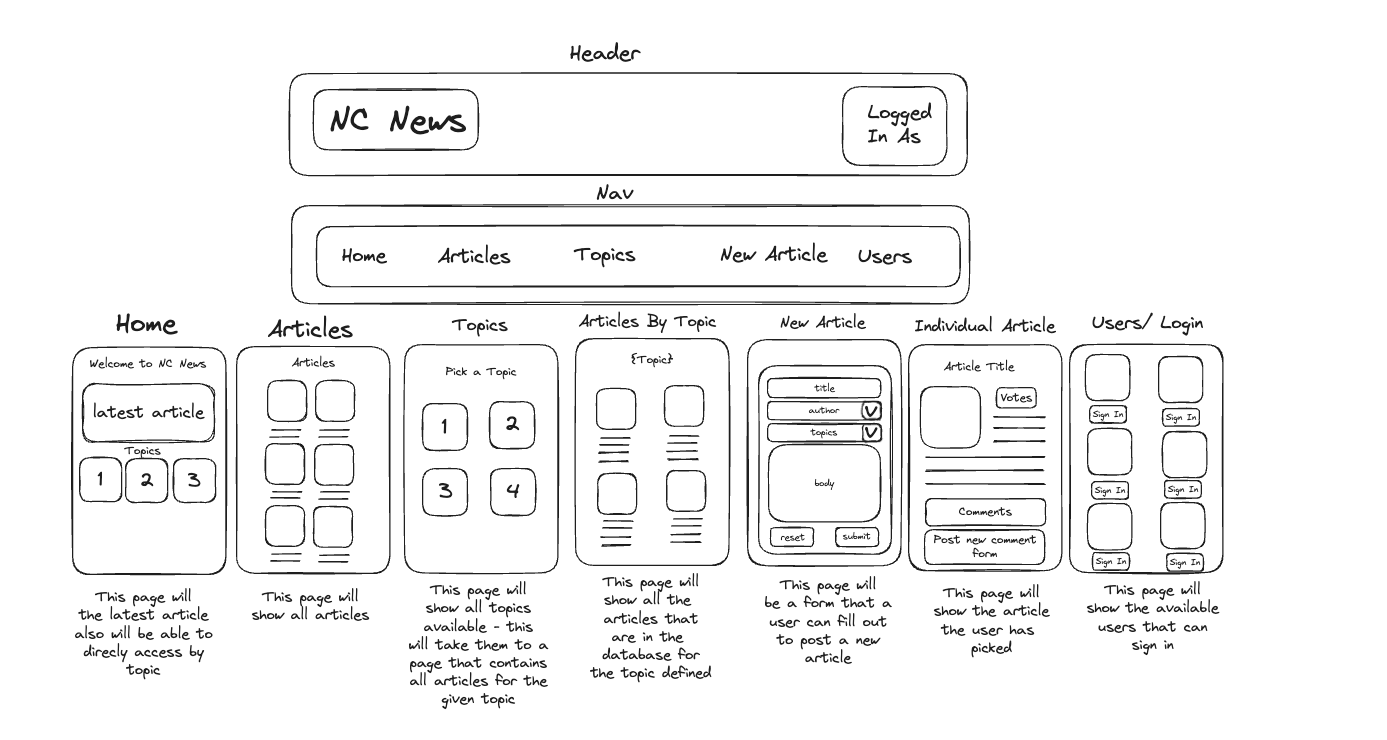 Header
NC News
Logged
In As
Nav
Home
Articles
Topics
New Article
Users
Home
Welcome to NC News
latest article
Topics
1
2
3
This page will
the latest article
also will be able to
direcly access by
topic
Articles
Articles
This page will
show all articles
Topics
Pick a Topic
1
2
3
4
This page will
show all topics
available - this
will take them to a
page that contains
all articles for the
given topic
Articles By Topic
{Topic}
This page will
show all the
articles that
are in the
database for
the topic defined
New Article
title
author
topics
body
reset
submit
This page will
be a form that a
user can fill out
to post a new
article
Individual Article
Article Title
Votes
Comments
Post new comment
form
This page will
show the article
the user has
picked
Users/ Login
Sign In
Sign In
Sign In
Sign In
Sign In
Sign In
This page will
show the available
users that can
sign in